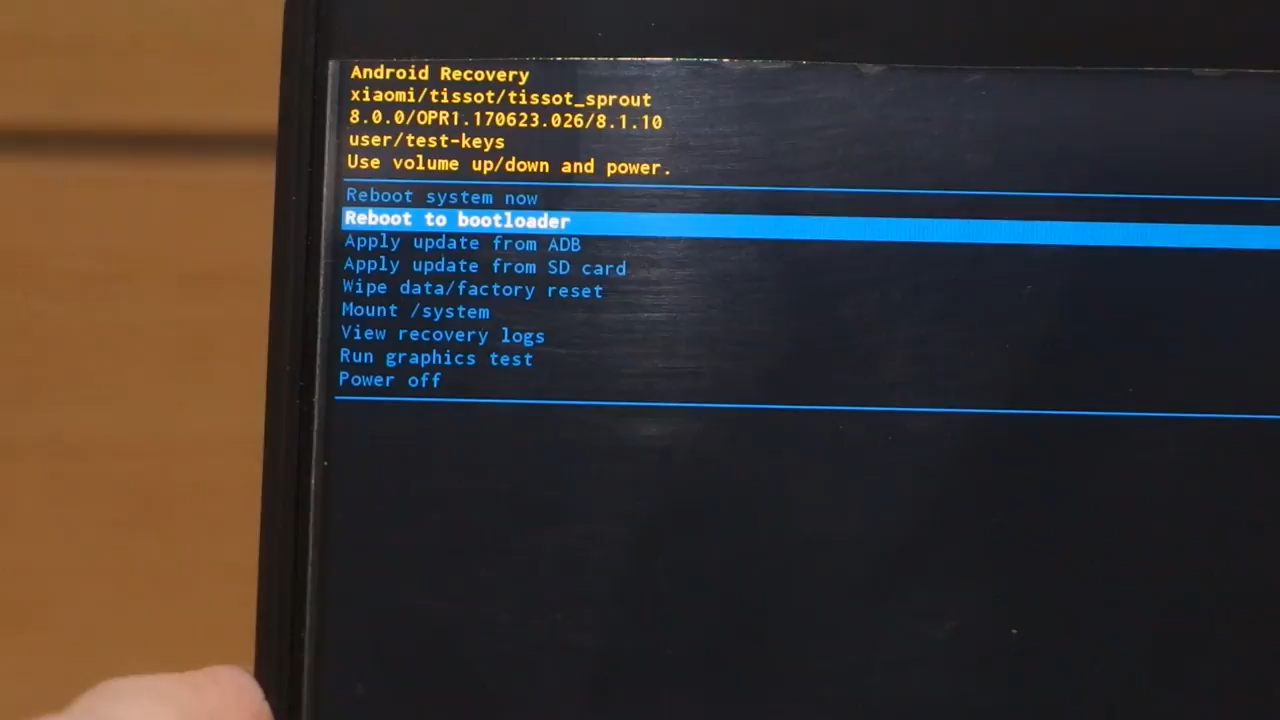 Android Recovery
xiaomi/tissot/tissot_sprout
8.0.0/OPR1.170623.026/8.1.10
user/test-keys
Use volume up/down and power.
Reboot system now
Reboot to bootloader
Apply update from ADB
Apply update from SD card
Wipe data/factory reset
Mount /system
View recovery logs
Run graphics test
Power off